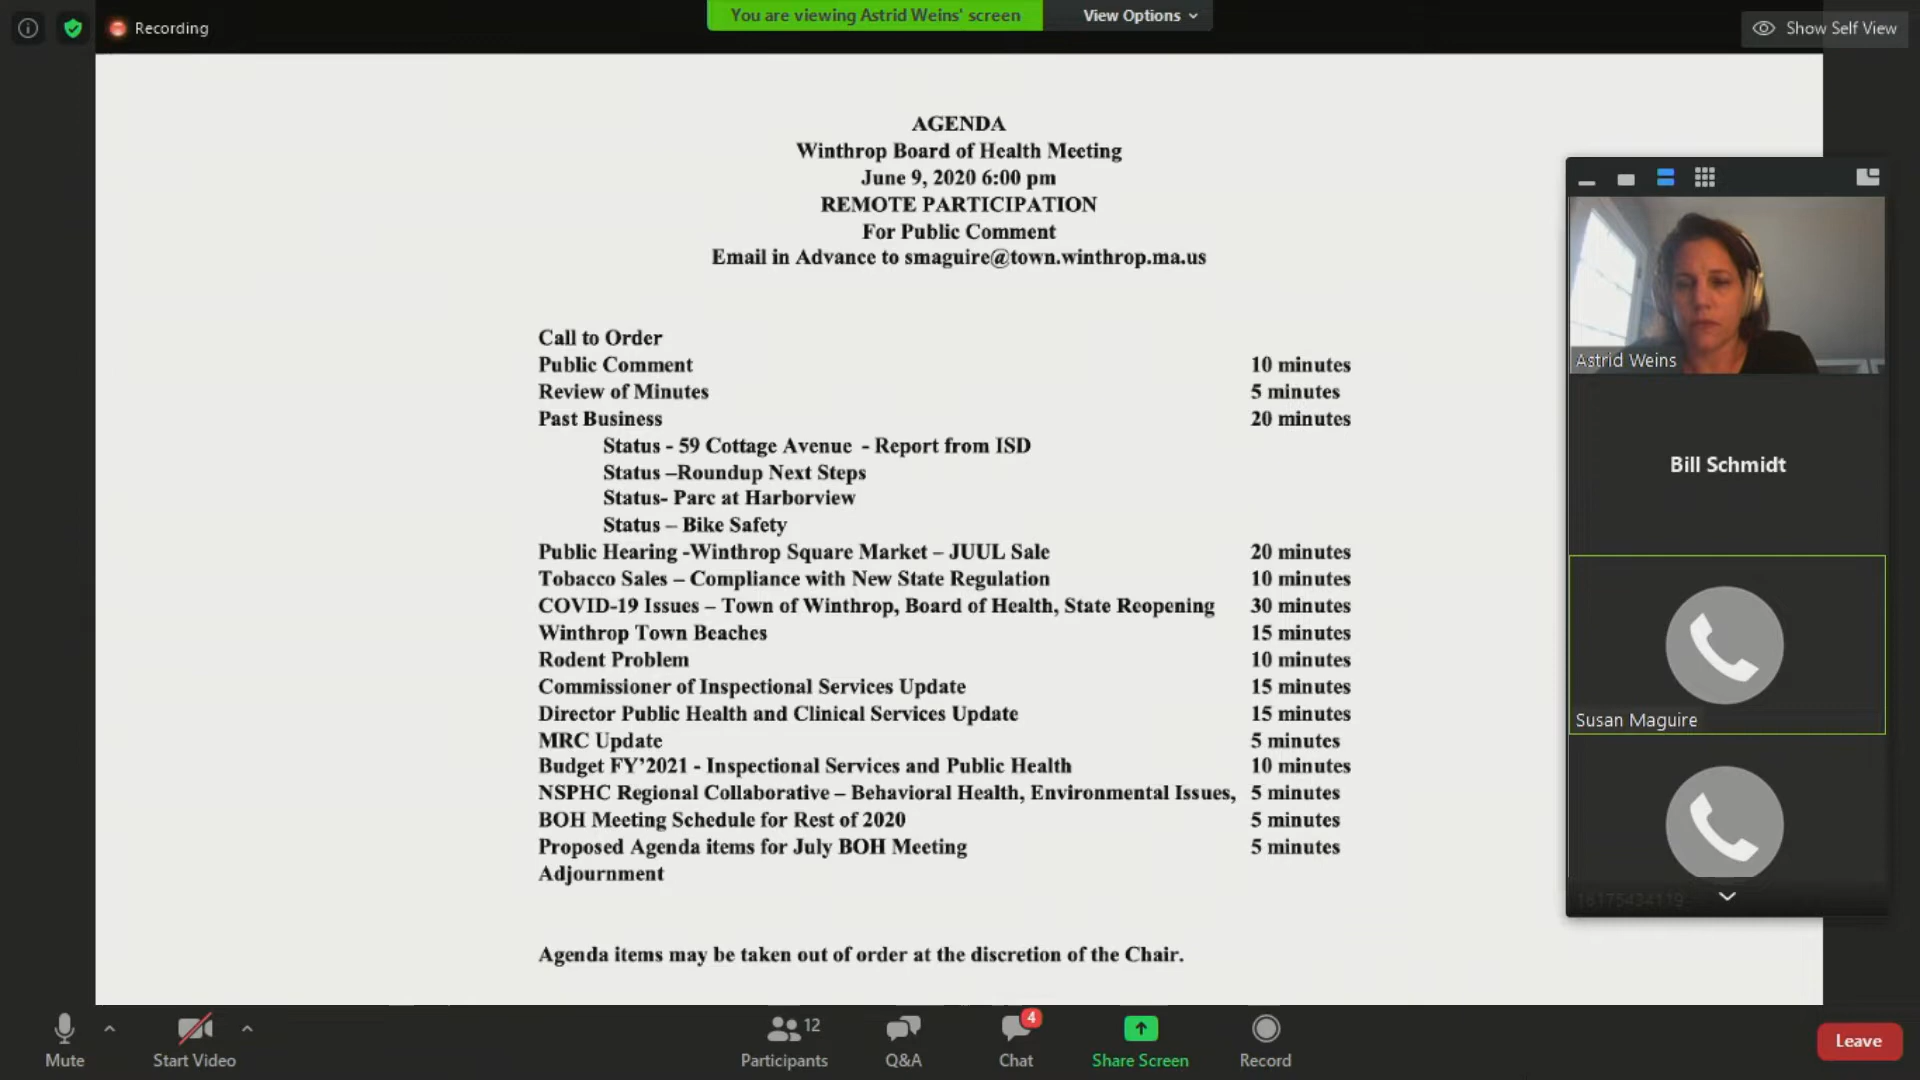 Recording
You are viewing Astrid Weins' screen
View Options
Show Self View
AGENDA
Winthrop Board of Health Meeting
June 9, 2020 6:00 pm
REMOTE PARTICIPATION
For Public Comment
Email in Advance to smaguire@town.winthrop.ma.us
Call to Order
Public Comment 10 minutes
Review of Minutes 5 minutes
Past Business 20 minutes
Status - 59 Cottage Avenue - Report from ISD
Status –Roundup Next Steps
Status- Parc at Harborview
Status – Bike Safety
Public Hearing -Winthrop Square Market – JUUL Sale 20 minutes
Tobacco Sales – Compliance with New State Regulation 10 minutes
COVID-19 Issues – Town of Winthrop, Board of Health, State Reopening 30 minutes
Winthrop Town Beaches 15 minutes
Rodent Problem 10 minutes
Commissioner of Inspectional Services Update 15 minutes
Director Public Health and Clinical Services Update 15 minutes
MRC Update 5 minutes
Budget FY’2021 - Inspectional Services and Public Health 10 minutes
NSPHC Regional Collaborative – Behavioral Health, Environmental Issues, 5 minutes
BOH Meeting Schedule for Rest of 2020 5 minutes
Proposed Agenda items for July BOH Meeting 5 minutes
Adjournment
Agenda items may be taken out of order at the discretion of the Chair.
Astrid Weins
Bill Schmidt
Susan Maguire
16175434119
Mute
Start Video
12
Participants
Q&A
4
Chat
Share Screen
Record
Leave